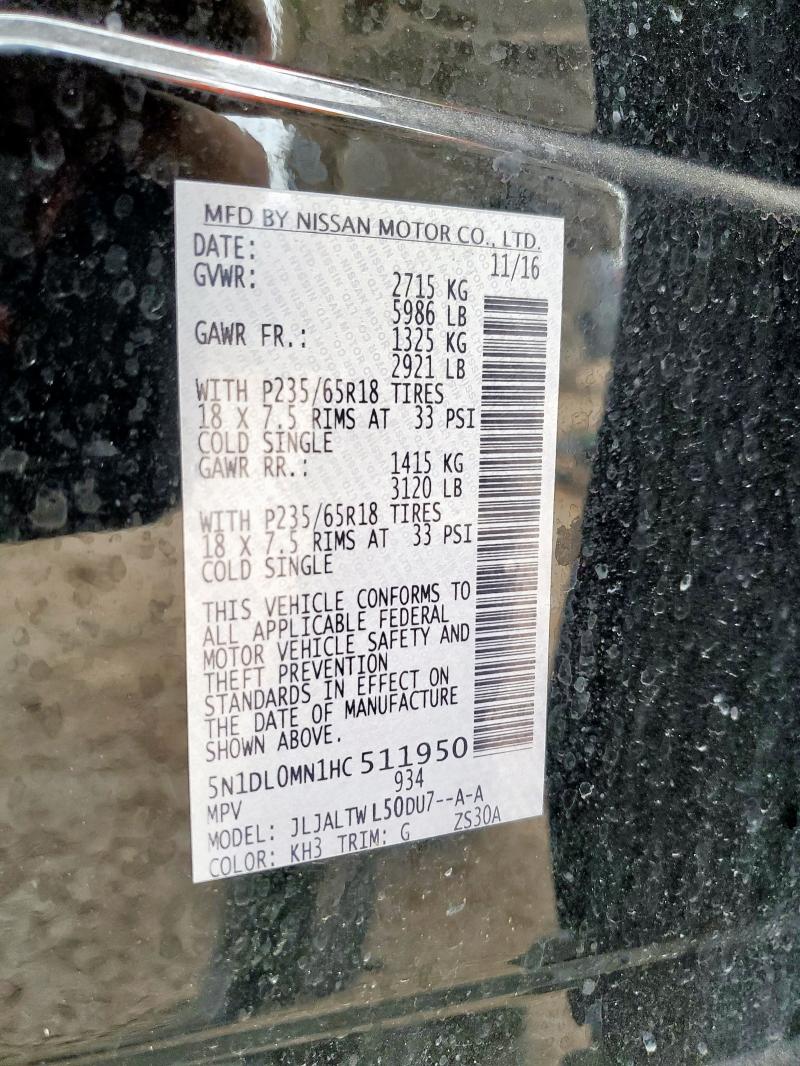 MFD BY NISSAN MOTOR CO., LTD.
DATE: 11/16
GVWR: 2715 KG
5986 LB
GAWR FR.: 1325 KG
2921 LB
WITH P235/65R18 TIRES
18 X 7.5 RIMS AT 33 PSI
COLD SINGLE
GAWR RR.: 1415 KG
3120 LB
WITH P235/65R18 TIRES
18 X 7.5 RIMS AT 33 PSI
COLD SINGLE
THIS VEHICLE CONFORMS TO
ALL APPLICABLE FEDERAL
MOTOR VEHICLE SAFETY AND
THEFT PREVENTION
STANDARDS IN EFFECT ON
THE DATE OF MANUFACTURE
SHOWN ABOVE.
5N1DL0MN1HC 511950
MPV 934
MODEL: JLJALTW L50DU7--A-A
COLOR: KH3 TRIM: G ZS30A